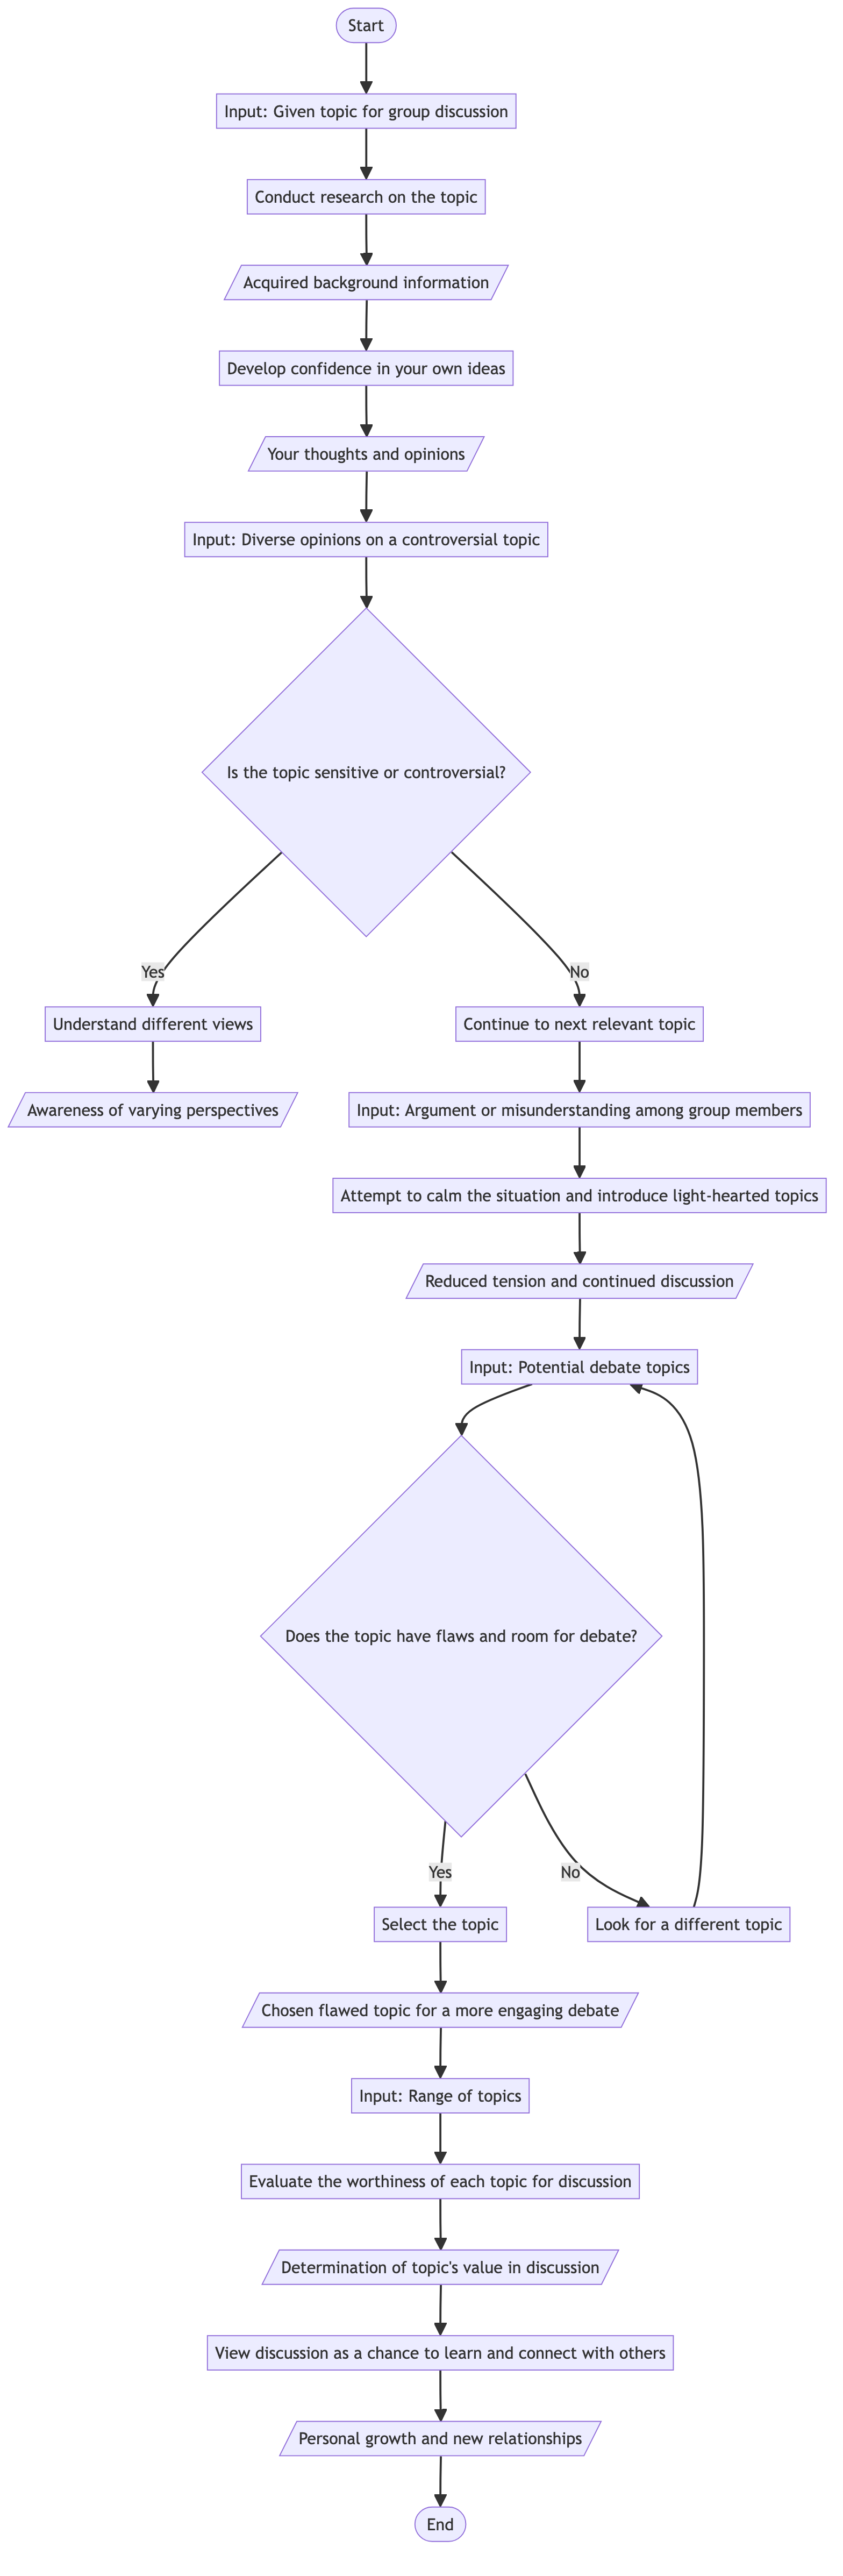 Start
Input: Given topic for group discussion
Conduct research on the topic
Acquired background information
Develop confidence in your own ideas
Your thoughts and opinions
Input: Diverse opinions on a controversial topic
Is the topic sensitive or controversial?
Yes
No
Understand different views
Continue to next relevant topic
Awareness of varying perspectives
Input: Argument or misunderstanding among group members
Attempt to calm the situation and introduce light-hearted topics
Reduced tension and continued discussion
Input: Potential debate topics
Does the topic have flaws and room for debate?
Yes
No
Select the topic
Look for a different topic
Chosen flawed topic for a more engaging debate
Input: Range of topics
Evaluate the worthiness of each topic for discussion
Determination of topic's value in discussion
View discussion as a chance to learn and connect with others
Personal growth and new relationships
End